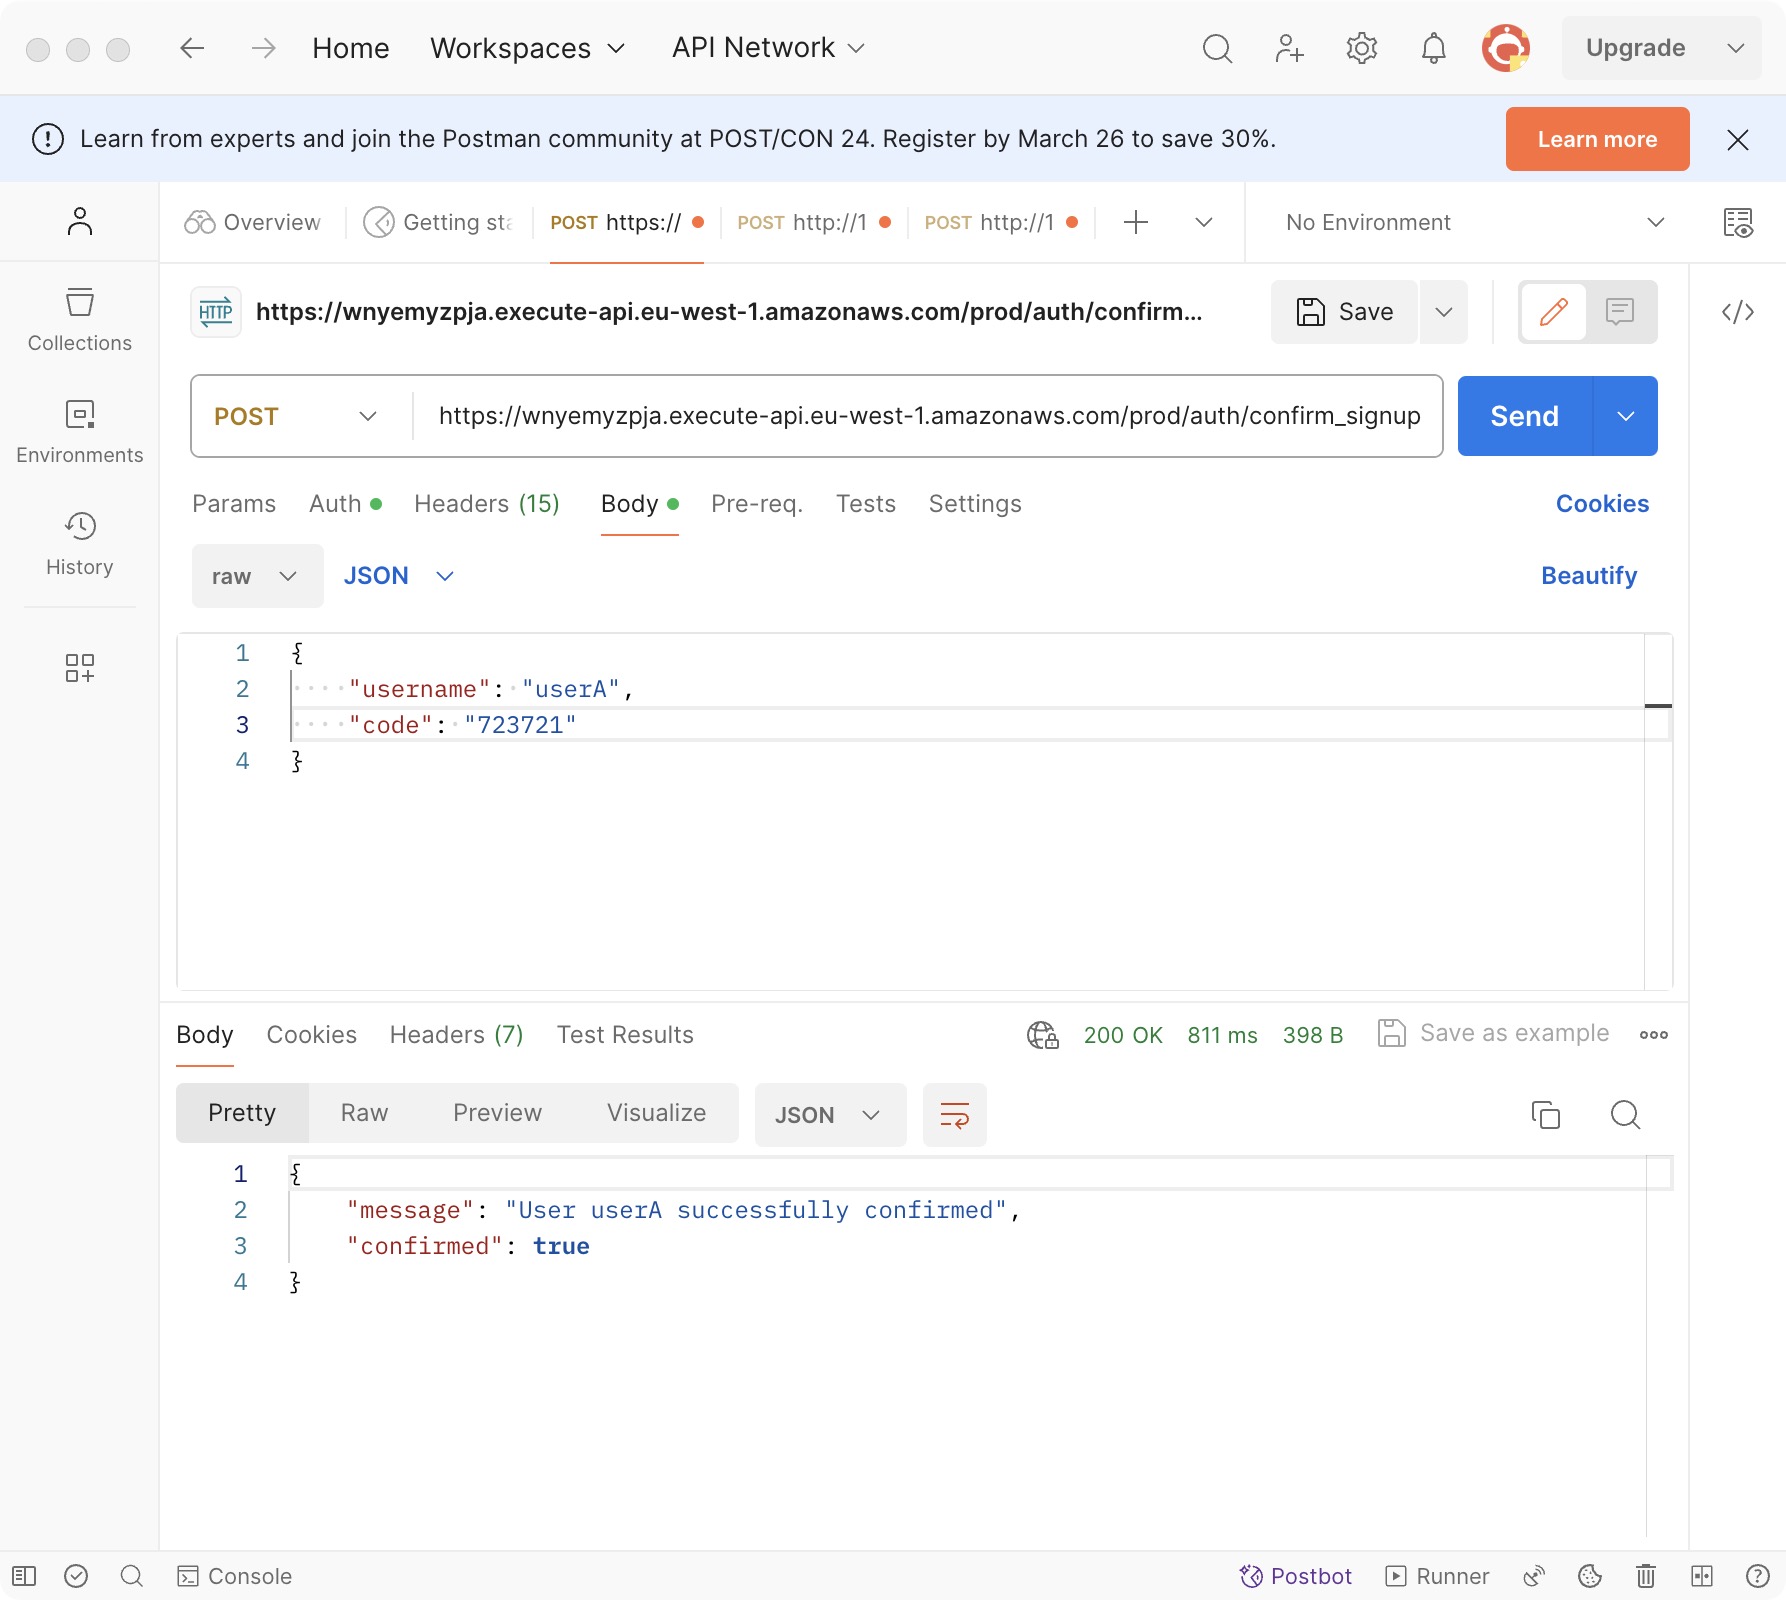 Home Workspaces API Network Upgrade
Learn from experts and join the Postman community at POST/CON 24. Register by March 26 to save 30%. Learn more
Overview Getting sta POST https:// POST http://1 POST http://1 No Environment
Collections
Environments
History
HTTP https://wnyemyzpja.execute-api.eu-west-1.amazonaws.com/prod/auth/confirm... Save
POST https://wnyemyzpja.execute-api.eu-west-1.amazonaws.com/prod/auth/confirm_signup Send
Params Auth Headers (15) Body Pre-req. Tests Settings Cookies
raw JSON Beautify
1 {
2 "username": "userA",
3 "code": "723721"
4 }
Body Cookies Headers (7) Test Results 200 OK 811 ms 398 B Save as example
Pretty Raw Preview Visualize JSON
1 {
2 "message": "User userA successfully confirmed",
3 "confirmed": true
4 }
Console Postbot Runner